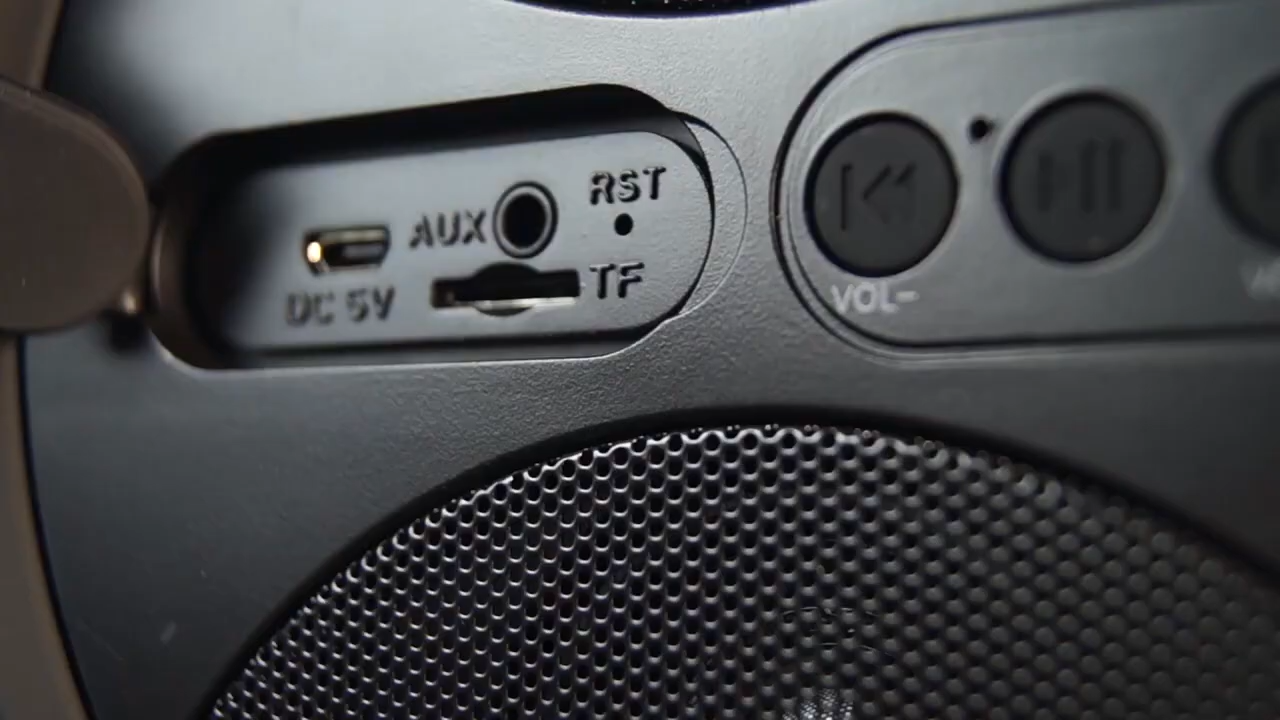 RST
AUX
TF
DC 5V
VOL-